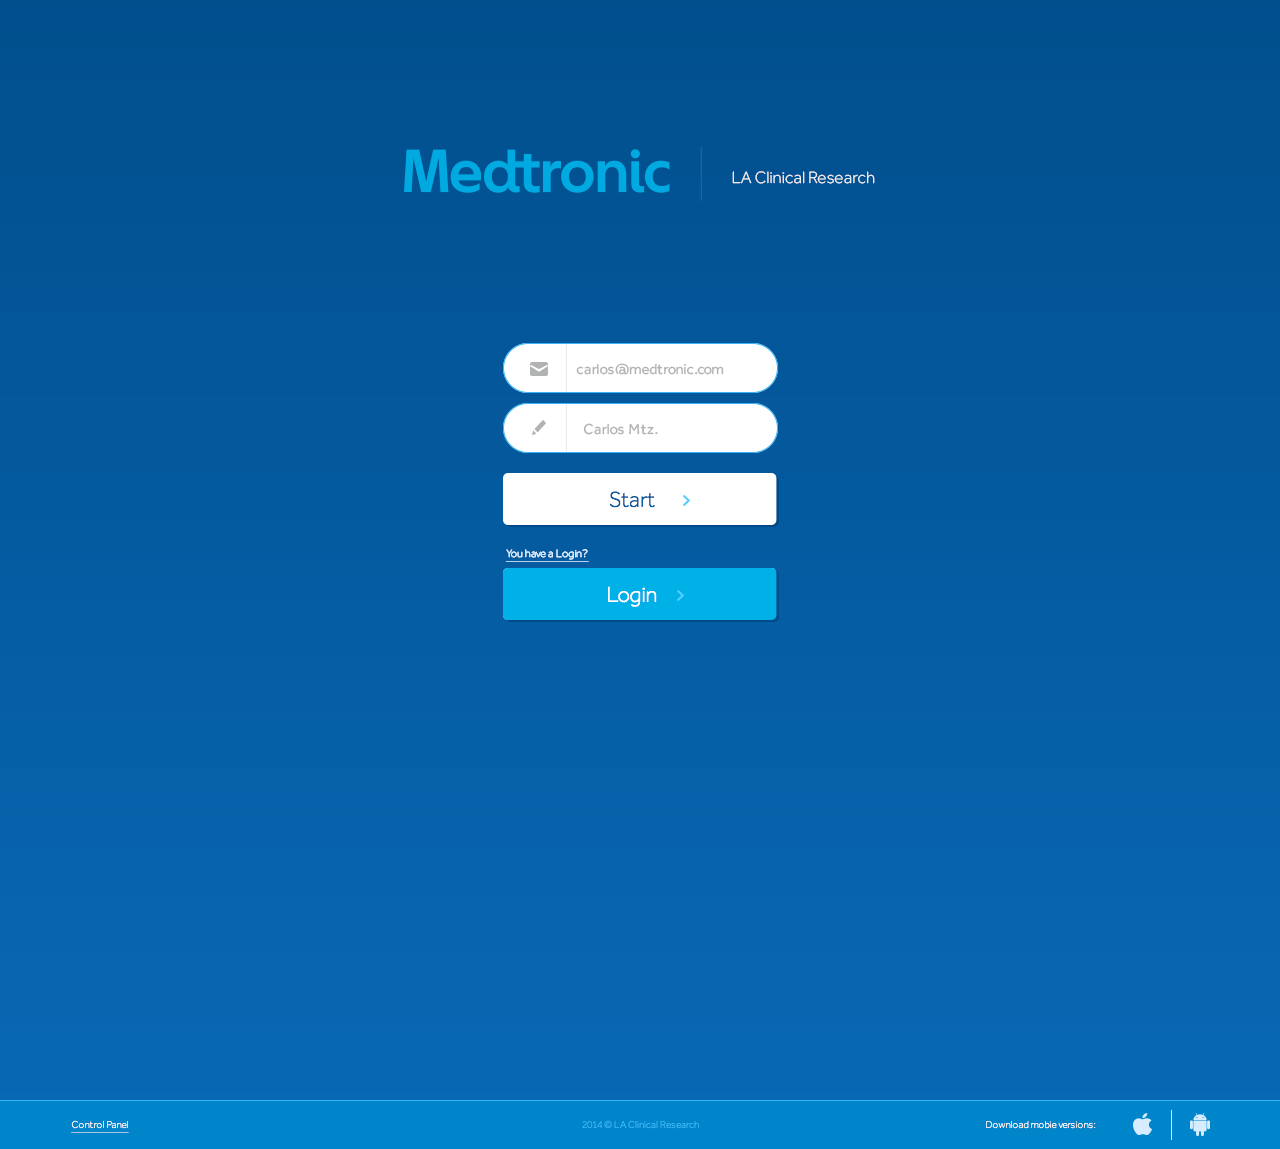 Medtronic
LA Clinical Research
carlos@medtronic.com
Carlos Mtz.
Start
You have a Login?
Login
Control Panel
2014 © LA Clinical Research
Download mobie versions: